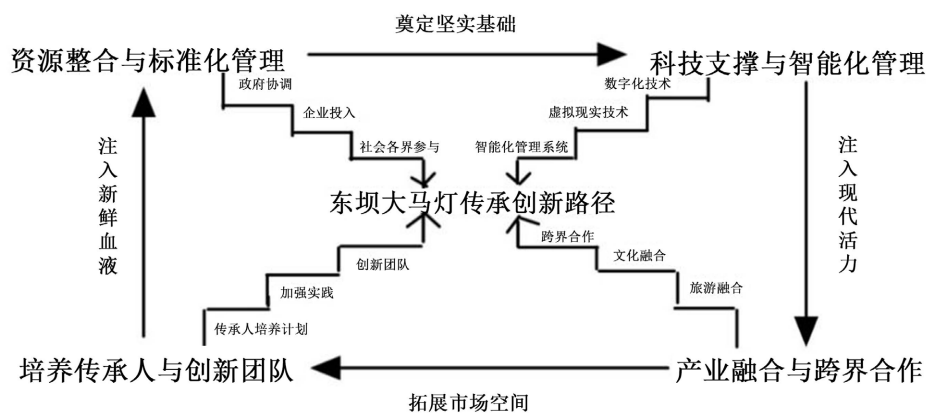 奠定坚实基础
资源整合与标准化管理
科技支撑与智能化管理
政府协调
数字化技术
企业投入
虚拟现实技术
社会各界参与
智能化管理系统
注入新鲜血液
注入现代活力
东坝大马灯传承创新路径
跨界合作
创新团队
文化融合
加强实践
旅游融合
传承人培养计划
培养传承人与创新团队
产业融合与跨界合作
拓展市场空间